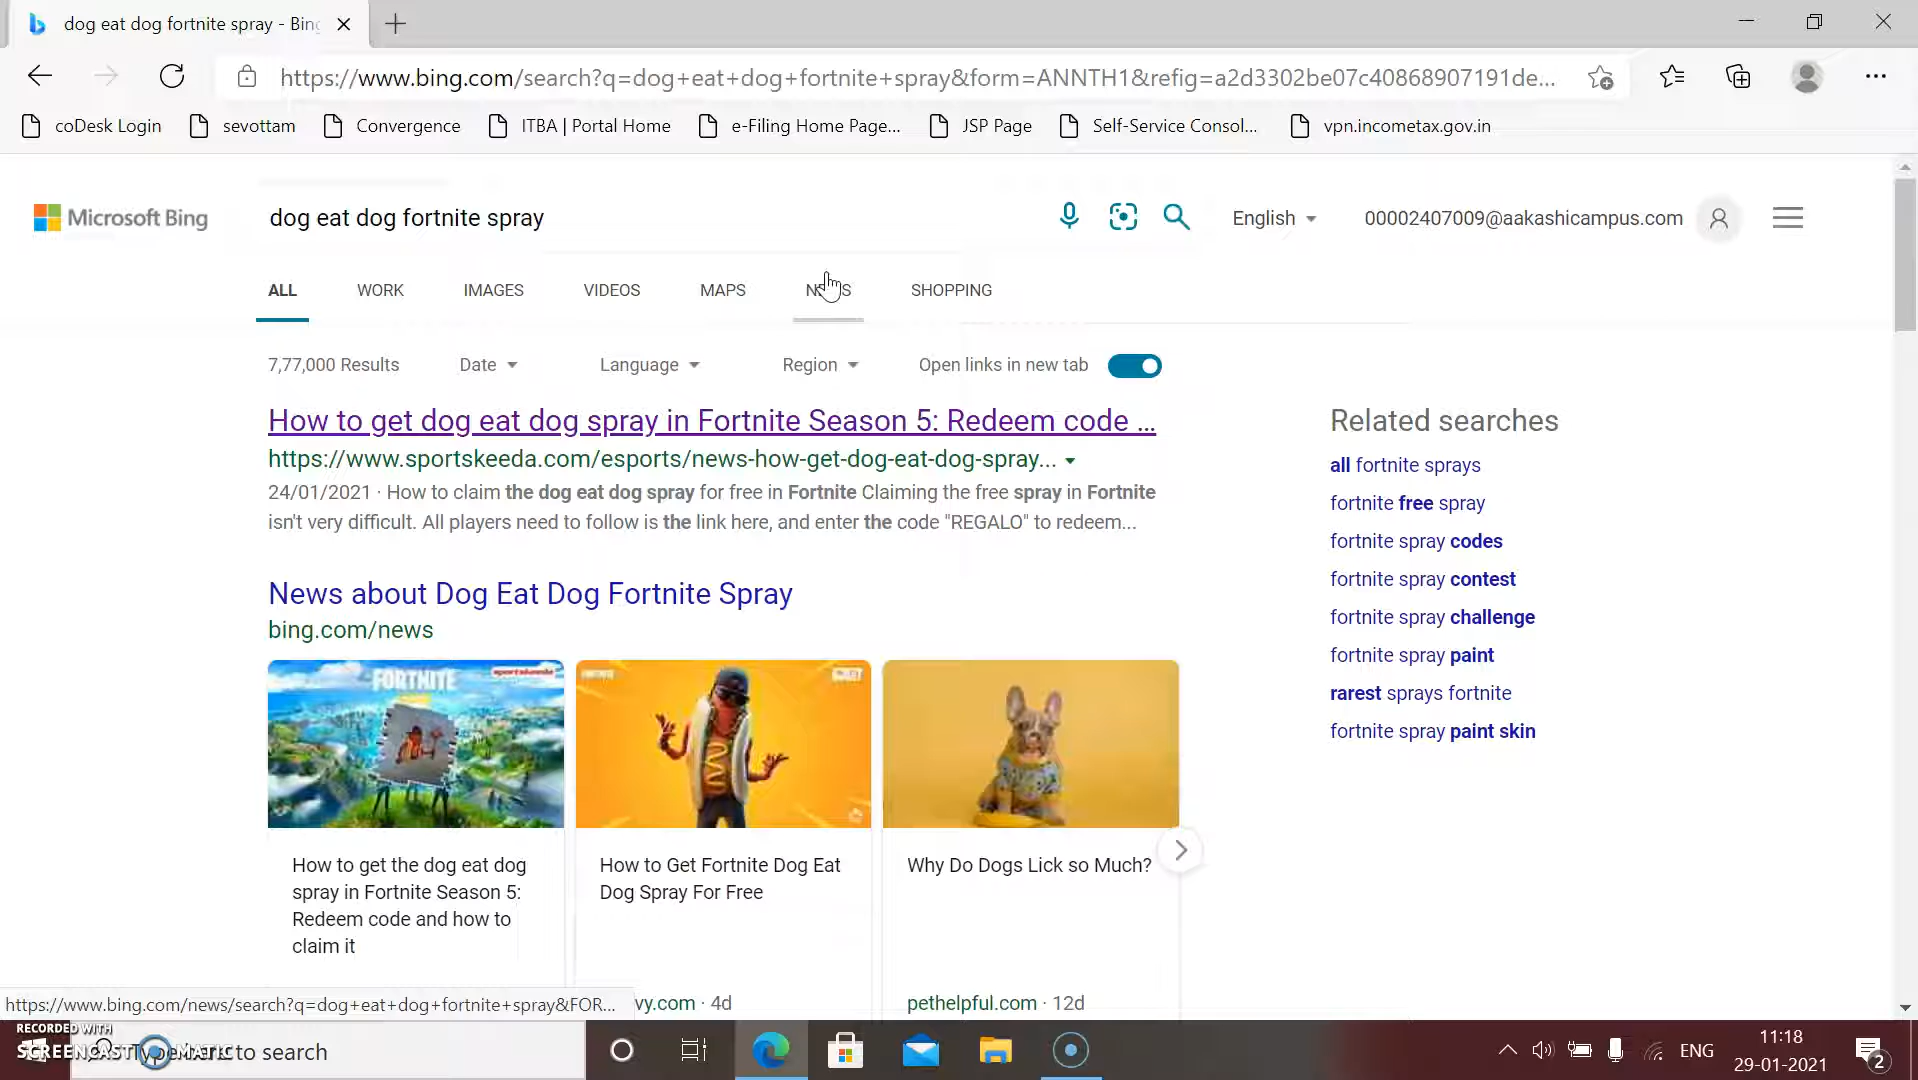 dog eat dog fortnite spray - Bing
https://www.bing.com/search?q=dog+eat+dog+fortnite+spray&form=ANNTH1&refig=a2d3302be07c40868907191de...
coDesk Login sevottam Convergence ITBA | Portal Home e-Filing Home Page... JSP Page Self-Service Consol... vpn.incometax.gov.in
Microsoft Bing dog eat dog fortnite spray English 00002407009@aakashicampus.com
ALL WORK IMAGES VIDEOS MAPS NEWS SHOPPING
7,77,000 Results Date Language Region Open links in new tab
How to get dog eat dog spray in Fortnite Season 5: Redeem code ...
https://www.sportskeeda.com/esports/news-how-get-dog-eat-dog-spray...
24/01/2021 · How to claim the dog eat dog spray for free in Fortnite Claiming the free spray in Fortnite
isn't very difficult. All players need to follow is the link here, and enter the code "REGALO" to redeem...
News about Dog Eat Dog Fortnite Spray
bing.com/news
FORTNITE
sportskeeda
How to get the dog eat dog
spray in Fortnite Season 5:
Redeem code and how to
claim it
How to Get Fortnite Dog Eat
Dog Spray For Free
vy.com · 4d
Why Do Dogs Lick so Much?
pethelpful.com · 12d
Related searches
all fortnite sprays
fortnite free spray
fortnite spray codes
fortnite spray contest
fortnite spray challenge
fortnite spray paint
rarest sprays fortnite
fortnite spray paint skin
https://www.bing.com/news/search?q=dog+eat+dog+fortnite+spray&FOR...
RECORDED WITH
SCREENCAST MATIC
to search
ENG
11:18
29-01-2021
2